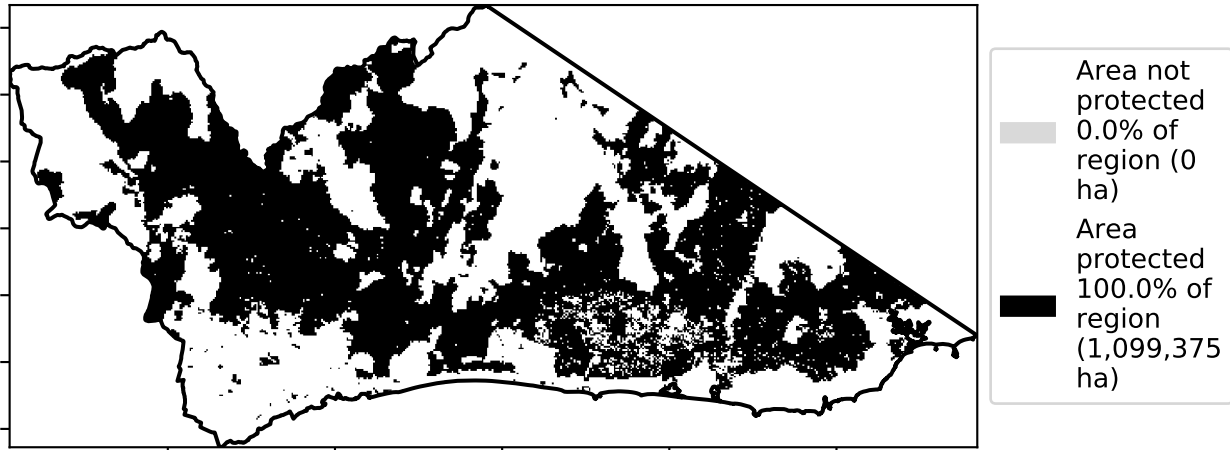 Area not
protected
0.0% of
region (0
ha)
Area
protected
100.0% of
region
(1,099,375
ha)